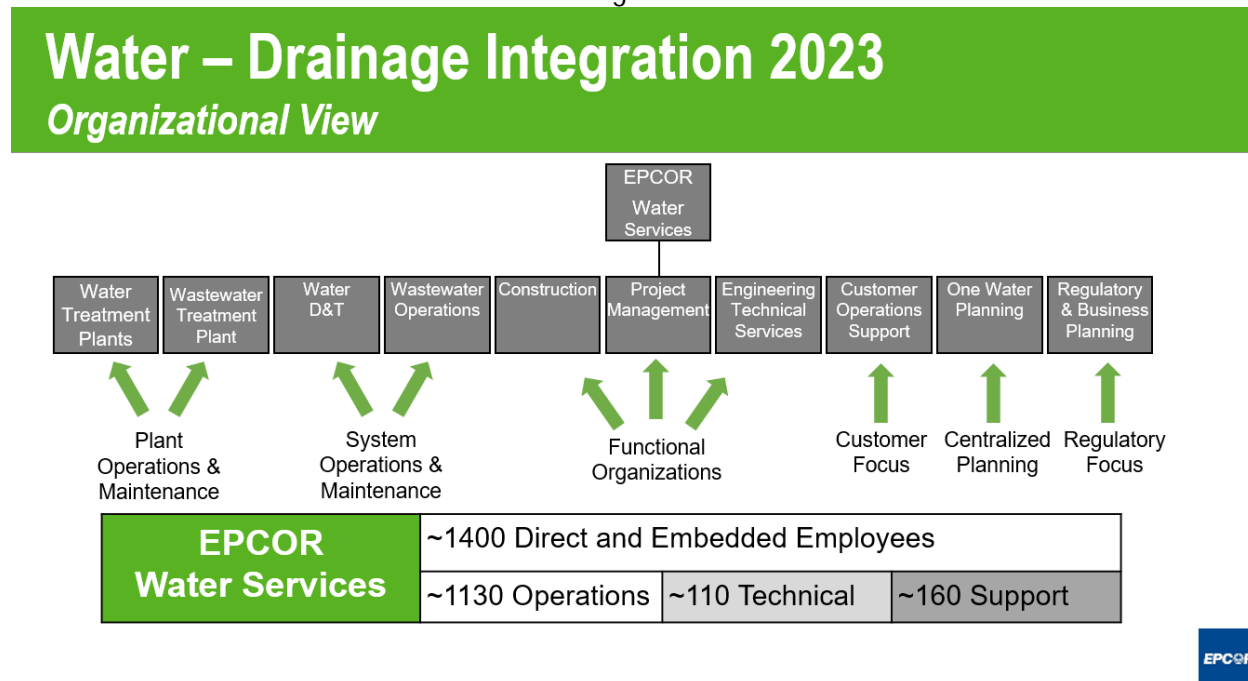 Water – Drainage Integration 2023
Organizational View
EPCOR
Water
Services
Water
Treatment
Plants
Wastewater
Treatment
Plant
Water
D&T
Wastewater
Operations
Construction
Project
Management
Engineering
Technical
Services
Customer
Operations
Support
One Water
Planning
Regulatory
& Business
Planning
Plant
Operations &
Maintenance
System
Operations &
Maintenance
Functional
Organizations
Customer
Focus
Centralized
Planning
Regulatory
Focus
EPCOR
Water Services
~1400 Direct and Embedded Employees
~1130 Operations
~110 Technical
~160 Support
EPCOR